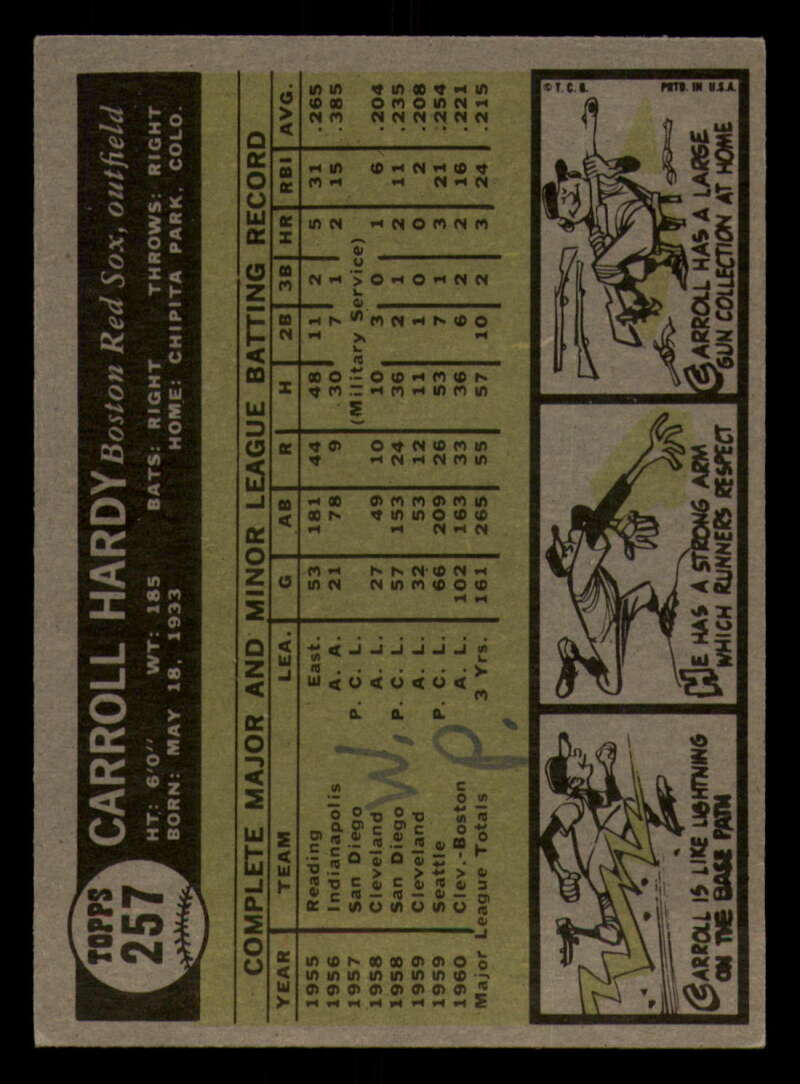 TOPPS
257
CARROLL HARDY Boston Red Sox, outfield
HT: 6'0" WT: 185 BATS: RIGHT THROWS: RIGHT
BORN: MAY 18, 1933 HOME: CHIPITA PARK, COLO.
COMPLETE MAJOR AND MINOR LEAGUE BATTING RECORD
YEAR TEAM LEA. G AB R H 2B 3B HR RBI AVG.
1955 Reading East. 53 181 44 48 11 2 5 31 .265
1956 Indianapolis A. A. 21 78 9 30 7 1 2 15 .385
1957 San Diego P. C. L. (Military Service)
1958 Cleveland A. L. 27 49 10 10 3 0 1 6 .204
1958 San Diego P. C. L. 57 153 24 36 2 1 2 11 .235
1959 Cleveland A. L. 32 53 12 11 1 0 0 2 .208
1959 Seattle P. C. L. 66 209 26 53 7 1 3 21 .254
1960 Clev.-Boston A. L. 102 163 33 36 6 2 2 16 .221
Major League Totals 3 Yrs. 161 265 55 57 10 2 3 24 .215
W. P.
CARROLL IS LIKE LIGHTNING
ON THE BASE PATH
HE HAS A STRONG ARM
WHICH RUNNERS RESPECT
© T. C. G. PRTD. IN U.S.A.
CARROLL HAS A LARGE
GUN COLLECTION AT HOME